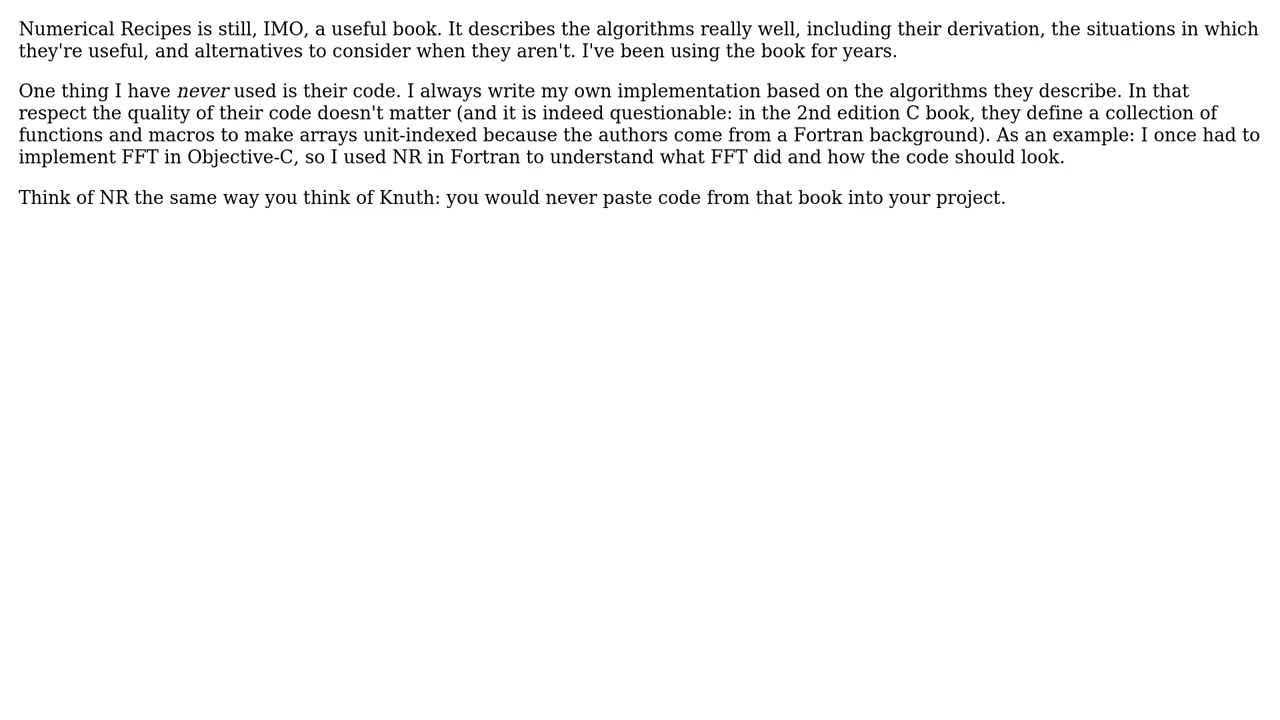 Numerical Recipes is still, IMO, a useful book. It describes the algorithms really well, including their derivation, the situations in which
they're useful, and alternatives to consider when they aren't. I've been using the book for years.
One thing I have never used is their code. I always write my own implementation based on the algorithms they describe. In that
respect the quality of their code doesn't matter (and it is indeed questionable: in the 2nd edition C book, they define a collection of
functions and macros to make arrays unit-indexed because the authors come from a Fortran background). As an example: I once had to
implement FFT in Objective-C, so I used NR in Fortran to understand what FFT did and how the code should look.
Think of NR the same way you think of Knuth: you would never paste code from that book into your project.